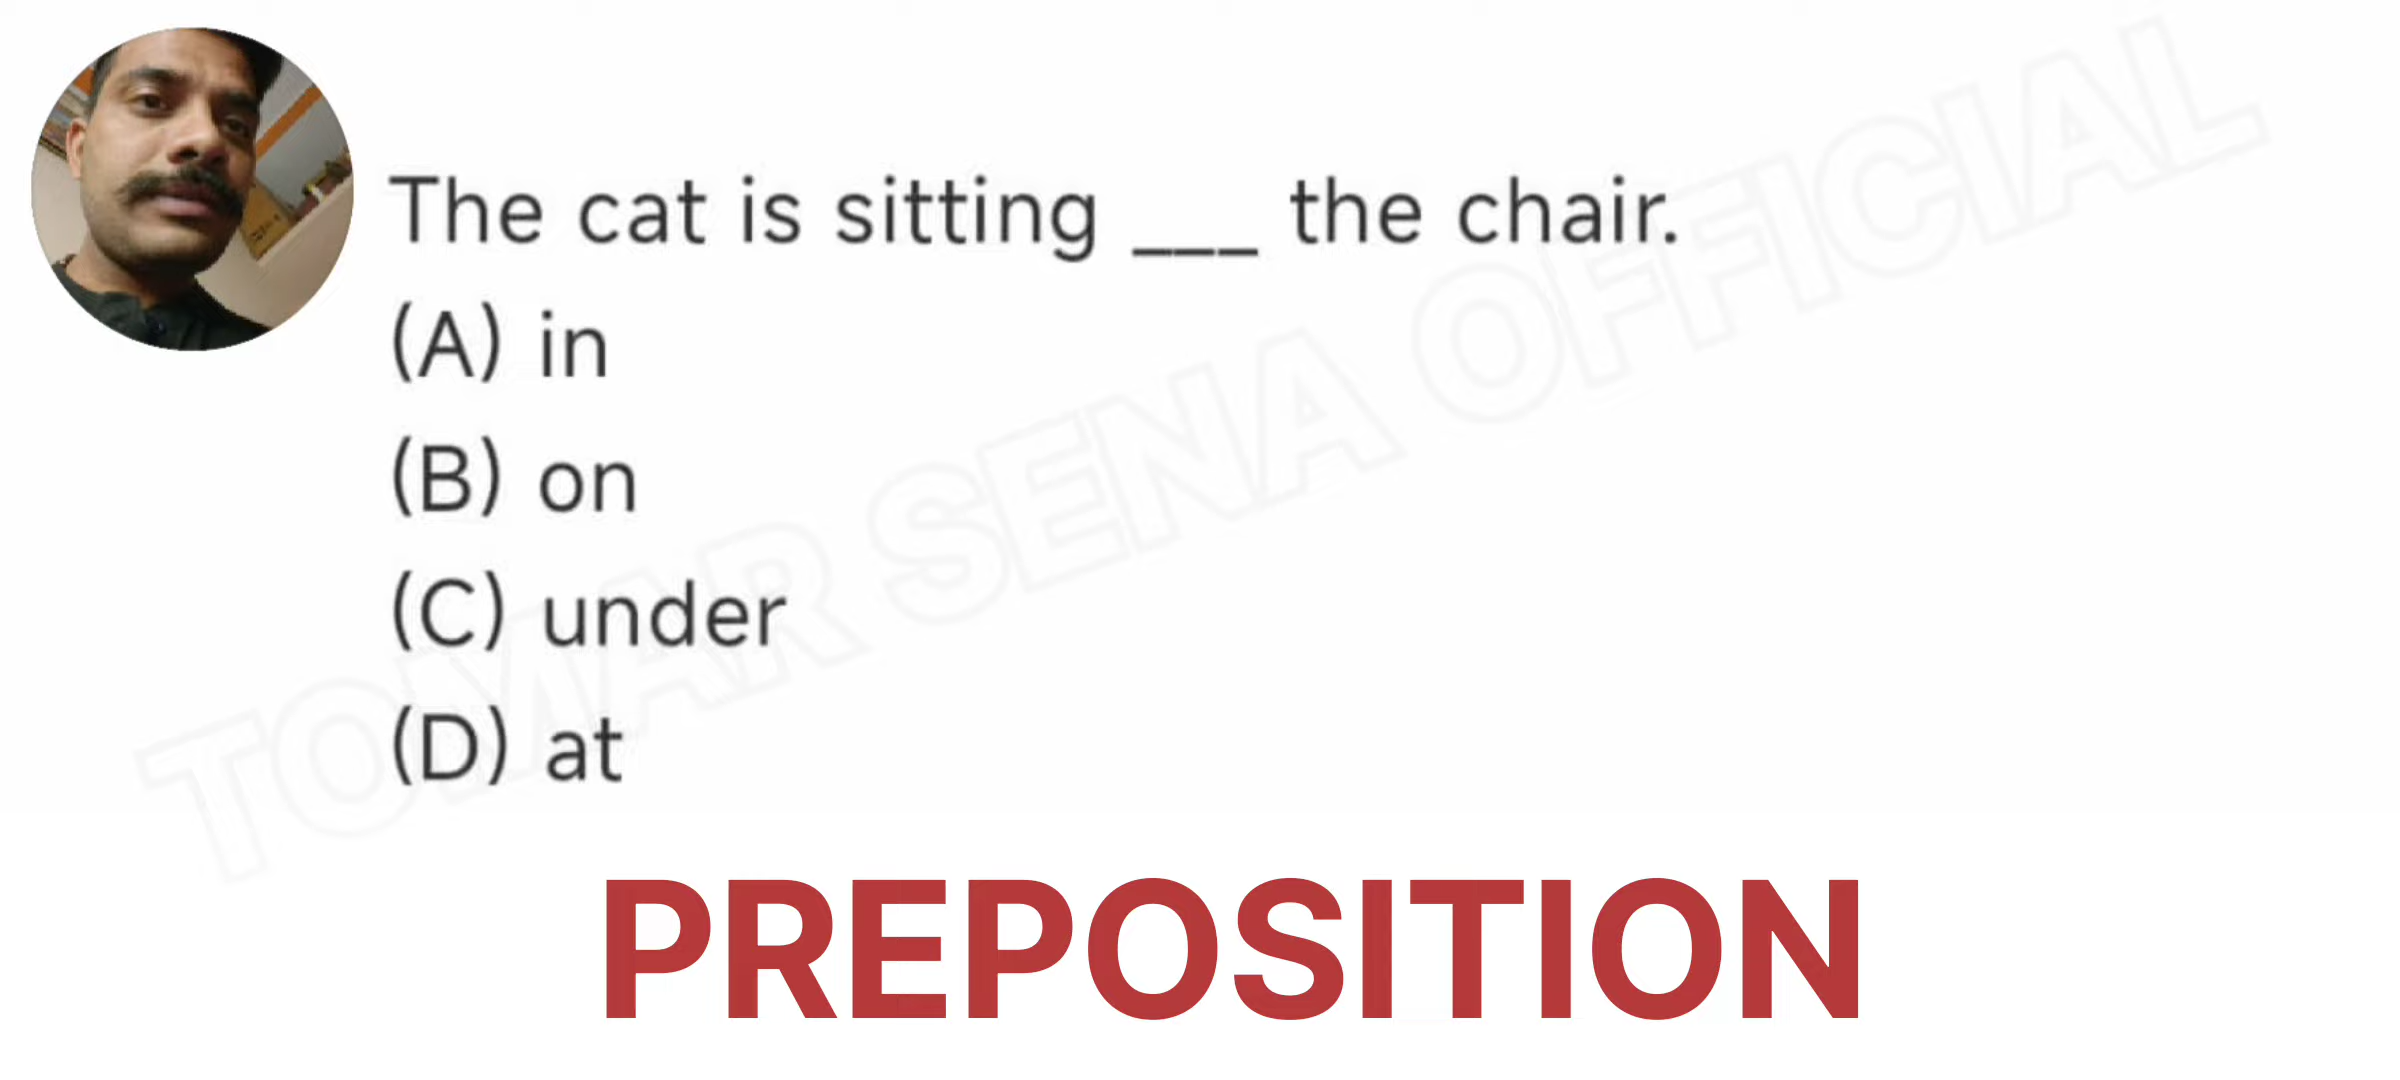 The cat is sitting ___ the chair.
(A) in
(B) on
(C) under
(D) at
TOMAR SENA OFFICIAL
PREPOSITION